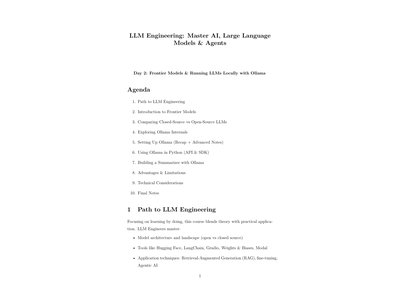 LLM Engineering: Master AI, Large Language
Models & Agents
Day 2: Frontier Models & Running LLMs Locally with Ollama
Agenda
1. Path to LLM Engineering
2. Introduction to Frontier Models
3. Comparing Closed-Source vs Open-Source LLMs
4. Exploring Ollama Internals
5. Setting Up Ollama (Recap + Advanced Notes)
6. Using Ollama in Python (API & SDK)
7. Building a Summarizer with Ollama
8. Advantages & Limitations
9. Technical Considerations
10. Final Notes
1 Path to LLM Engineering
Focusing on learning by doing, this course blends theory with practical applica-
tion. LLM Engineers master:
• Model architecture and landscape (open vs closed source)
• Tools like Hugging Face, LangChain, Gradio, Weights & Biases, Modal
• Application techniques: Retrieval-Augmented Generation (RAG), fine-tuning,
Agentic AI
1